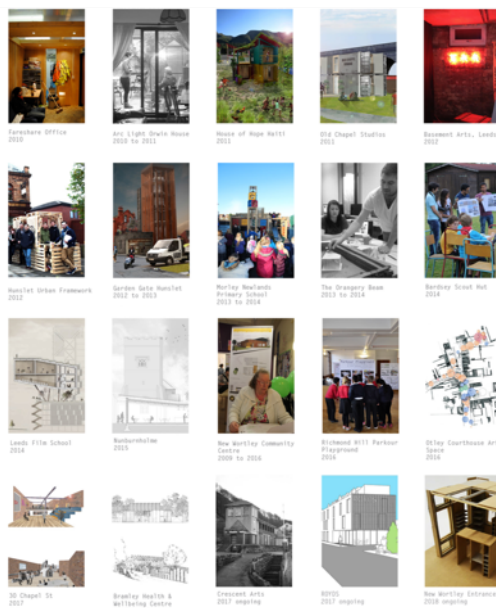 Fareshare Office
2010
Arc Light Orwin House
2010 to 2011
House of Hope Haiti
2011
Old Chapel Studios
2011
Basement Arts, Leeds
2012
Hunslet Urban Framework
2012
Garden Gate Hunslet
2012 to 2013
Morley Newlands
Primary School
2013 to 2014
The Orangery Beam
2013 to 2014
Bardsey Scout Hut
2014
Leeds Film School
2014
Nunburnholme
2015
New Wortley Community
Centre
2009 to 2016
Richmond Hill Parkour
Playground
2016
Otley Courthouse Art
Space
2016
30 Chapel St
2017
Bramley Health &
Wellbeing Centre
Crescent Arts
2017 ongoing
2017 ongoing
New Wortley Entrance
2016 ongoing